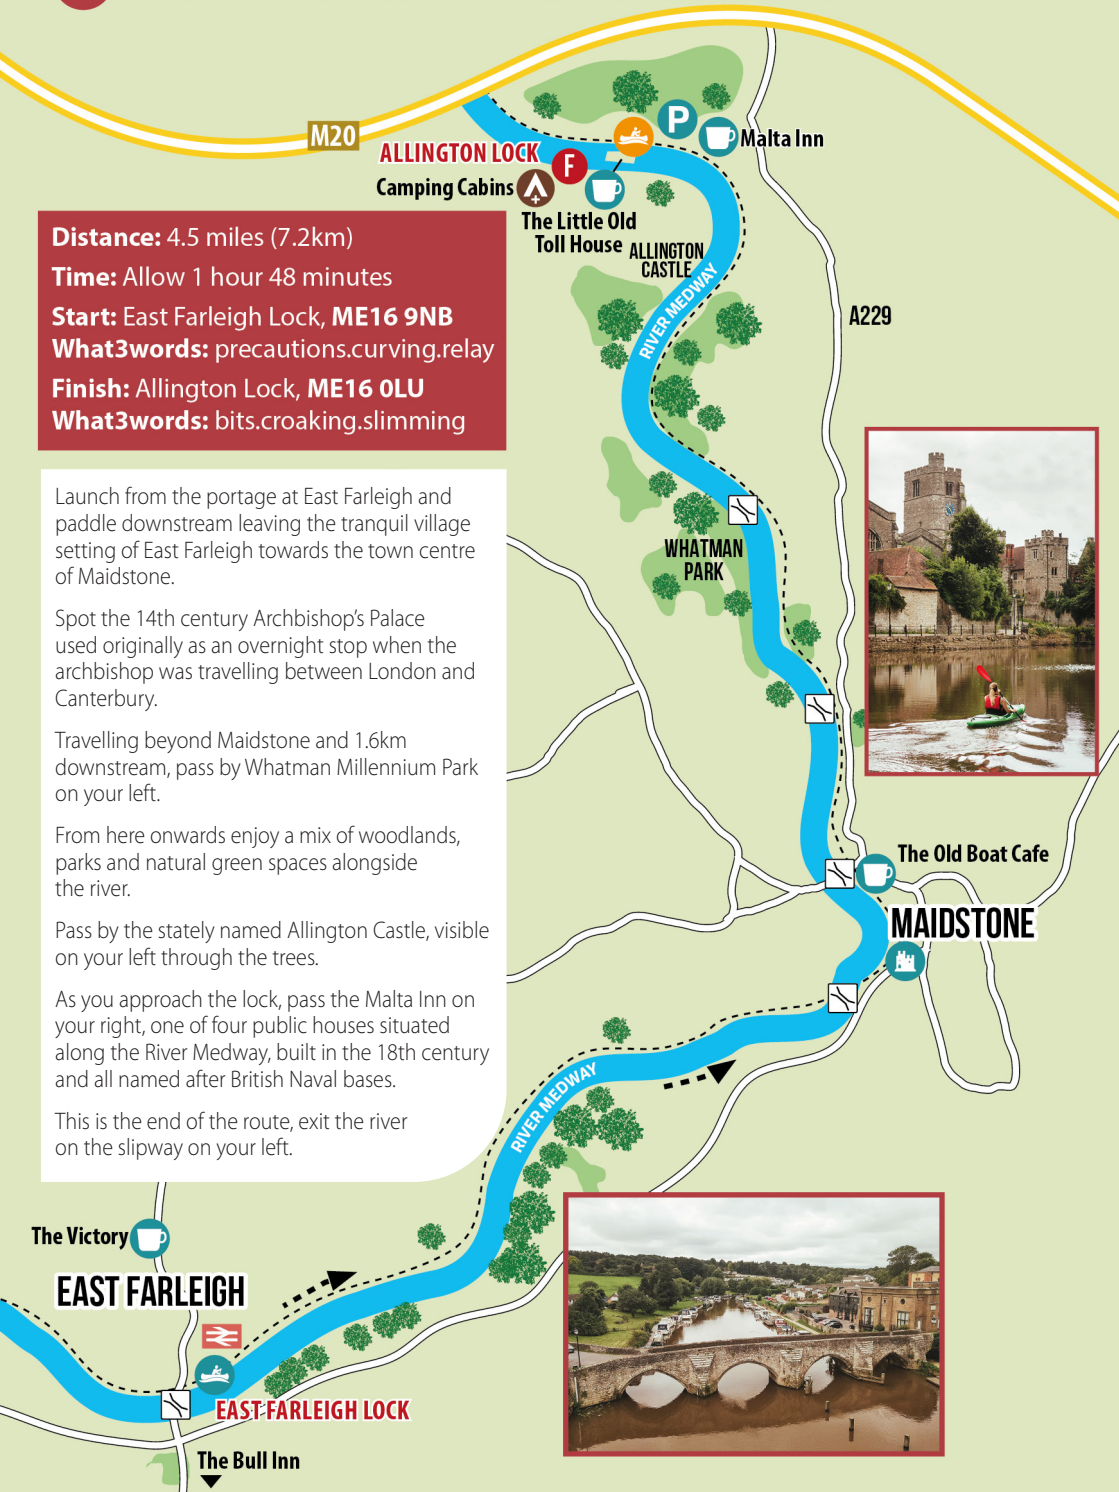 M20
ALLINGTON LOCK
F
P
Malta Inn
Camping Cabins
The Little Old
Toll House
ALLINGTON
CASTLE
RIVER MEDWAY
A229
Distance: 4.5 miles (7.2km)
Time: Allow 1 hour 48 minutes
Start: East Farleigh Lock, ME16 9NB
What3words: precautions.curving.relay
Finish: Allington Lock, ME16 0LU
What3words: bits.croaking.slimming
Launch from the portage at East Farleigh and
paddle downstream leaving the tranquil village
setting of East Farleigh towards the town centre
of Maidstone.
Spot the 14th century Archbishop's Palace
used originally as an overnight stop when the
archbishop was travelling between London and
Canterbury.
Travelling beyond Maidstone and 1.6km
downstream, pass by Whatman Millennium Park
on your left.
From here onwards enjoy a mix of woodlands,
parks and natural green spaces alongside
the river.
Pass by the stately named Allington Castle, visible
on your left through the trees.
As you approach the lock, pass the Malta Inn on
your right, one of four public houses situated
along the River Medway, built in the 18th century
and all named after British Naval bases.
This is the end of the route, exit the river
on the slipway on your left.
WHATMAN
PARK
The Old Boat Cafe
MAIDSTONE
RIVER MEDWAY
The Victory
EAST FARLEIGH
EAST FARLEIGH LOCK
The Bull Inn